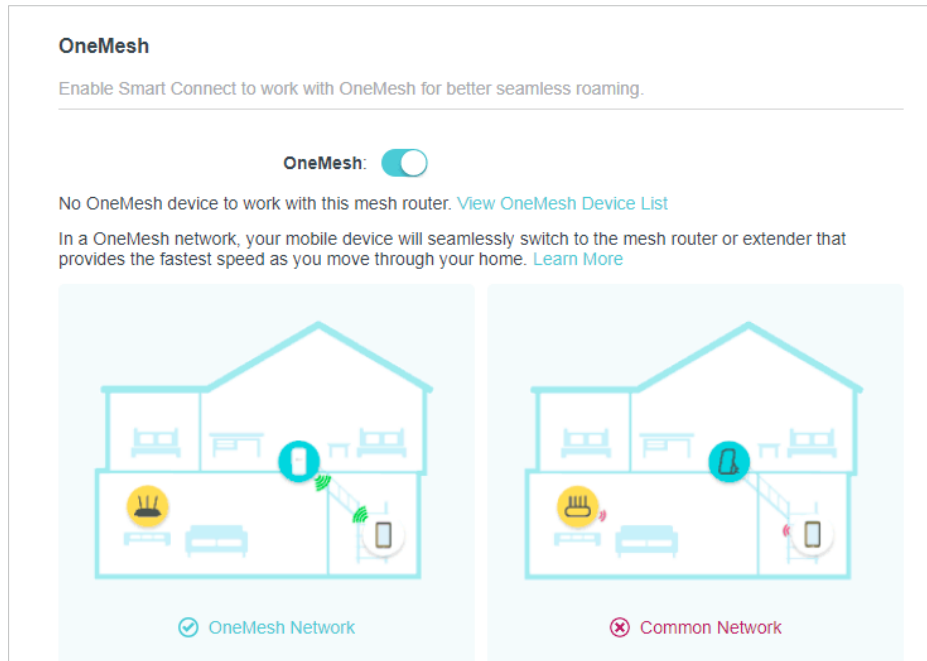 OneMesh
Enable Smart Connect to work with OneMesh for better seamless roaming.
OneMesh:
No OneMesh device to work with this mesh router. View OneMesh Device List
In a OneMesh network, your mobile device will seamlessly switch to the mesh router or extender that
provides the fastest speed as you move through your home. Learn More
OneMesh Network
Common Network